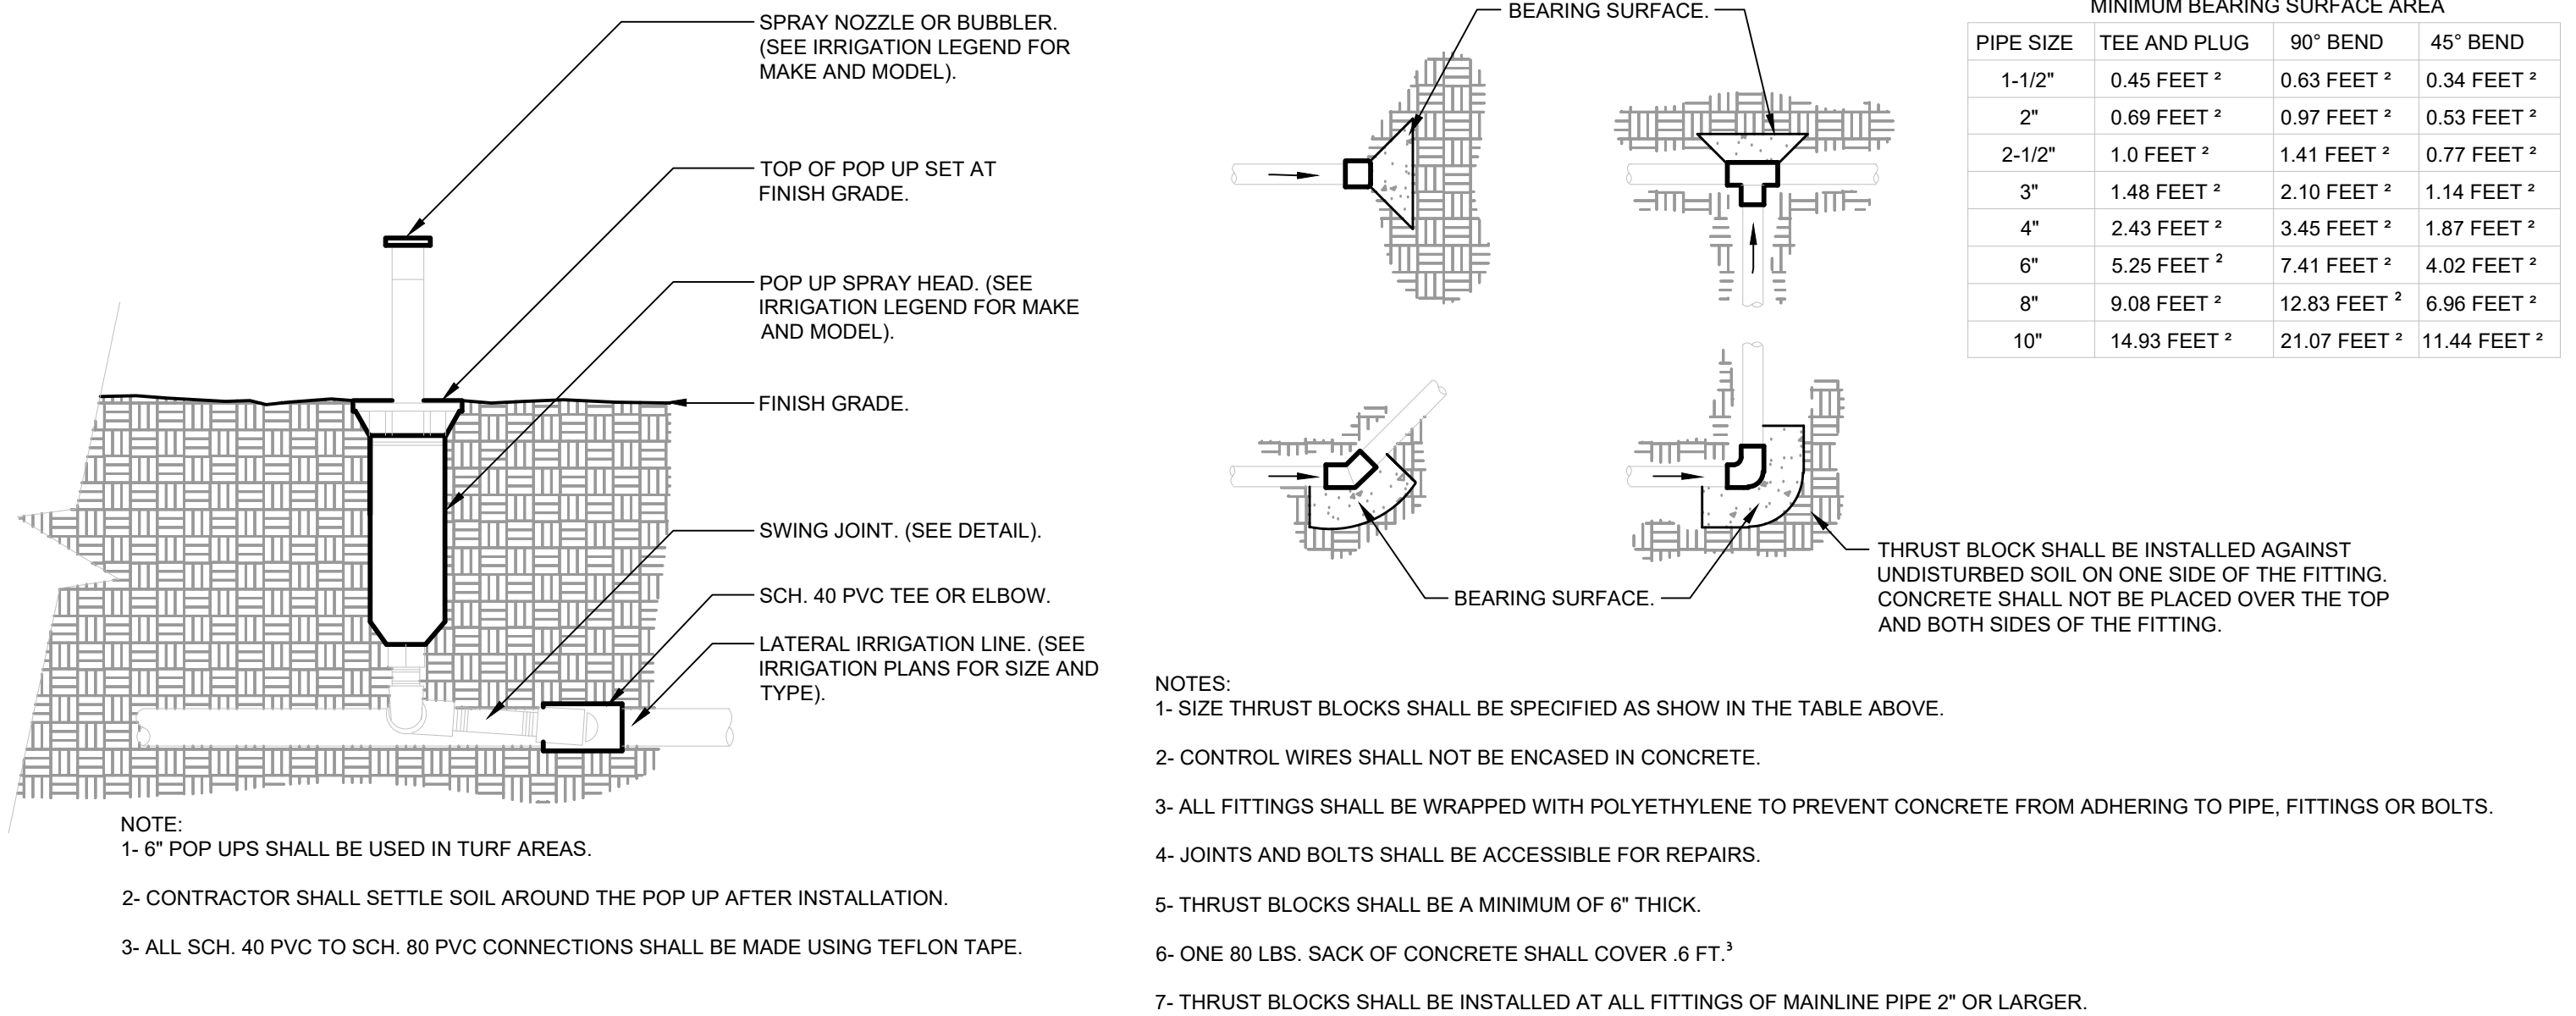 SPRAY NOZZLE OR BUBBLER.
(SEE IRRIGATION LEGEND FOR
MAKE AND MODEL).
TOP OF POP UP SET AT
FINISH GRADE.
POP UP SPRAY HEAD. (SEE
IRRIGATION LEGEND FOR MAKE
AND MODEL).
FINISH GRADE.
SWING JOINT. (SEE DETAIL).
SCH. 40 PVC TEE OR ELBOW.
LATERAL IRRIGATION LINE. (SEE
IRRIGATION PLANS FOR SIZE AND
TYPE).
NOTE:
1- 6" POP UPS SHALL BE USED IN TURF AREAS.
2- CONTRACTOR SHALL SETTLE SOIL AROUND THE POP UP AFTER INSTALLATION.
3- ALL SCH. 40 PVC TO SCH. 80 PVC CONNECTIONS SHALL BE MADE USING TEFLON TAPE.
BEARING SURFACE.
MINIMUM BEARING SURFACE AREA
PIPE SIZE TEE AND PLUG 90° BEND 45° BEND
1-1/2" 0.45 FEET ² 0.63 FEET ² 0.34 FEET ²
2" 0.69 FEET ² 0.97 FEET ² 0.53 FEET ²
2-1/2" 1.0 FEET ² 1.41 FEET ² 0.77 FEET ²
3" 1.48 FEET ² 2.10 FEET ² 1.14 FEET ²
4" 2.43 FEET ² 3.45 FEET ² 1.87 FEET ²
6" 5.25 FEET ² 7.41 FEET ² 4.02 FEET ²
8" 9.08 FEET ² 12.83 FEET ² 6.96 FEET ²
10" 14.93 FEET ² 21.07 FEET ² 11.44 FEET ²
BEARING SURFACE.
THRUST BLOCK SHALL BE INSTALLED AGAINST
UNDISTURBED SOIL ON ONE SIDE OF THE FITTING.
CONCRETE SHALL NOT BE PLACED OVER THE TOP
AND BOTH SIDES OF THE FITTING.
NOTES:
1- SIZE THRUST BLOCKS SHALL BE SPECIFIED AS SHOW IN THE TABLE ABOVE.
2- CONTROL WIRES SHALL NOT BE ENCASED IN CONCRETE.
3- ALL FITTINGS SHALL BE WRAPPED WITH POLYETHYLENE TO PREVENT CONCRETE FROM ADHERING TO PIPE, FITTINGS OR BOLTS.
4- JOINTS AND BOLTS SHALL BE ACCESSIBLE FOR REPAIRS.
5- THRUST BLOCKS SHALL BE A MINIMUM OF 6" THICK.
6- ONE 80 LBS. SACK OF CONCRETE SHALL COVER .6 FT.³
7- THRUST BLOCKS SHALL BE INSTALLED AT ALL FITTINGS OF MAINLINE PIPE 2" OR LARGER.